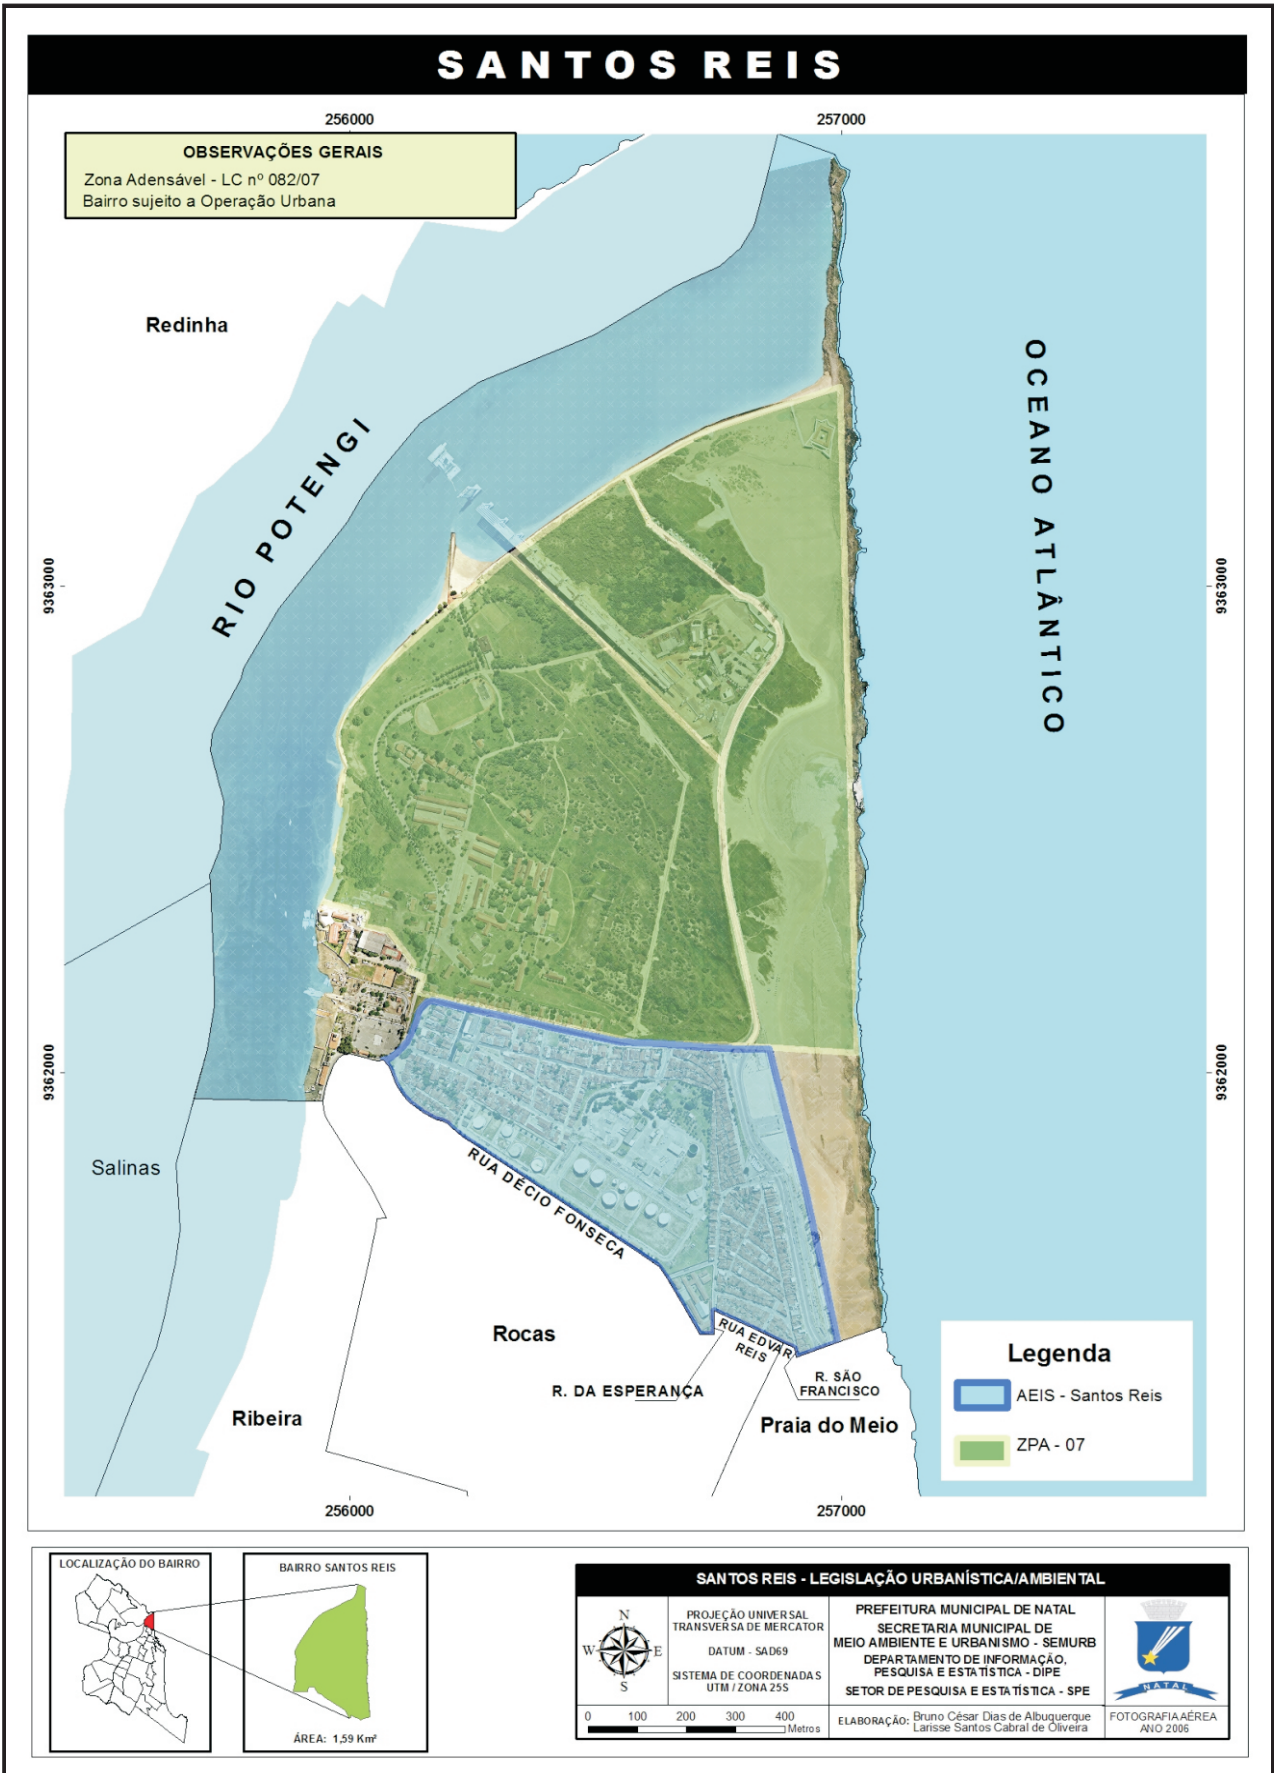 SANTOS REIS
256000
257000
OBSERVAÇÕES GERAIS
Zona Adensável - LC nº 082/07
Bairro sujeito a Operação Urbana
Redinha
RIO POTENGI
OCEANO ATLÂNTICO
9363000
9363000
9362000
9362000
Salinas
RUA DÉCIO FONSECA
Rocas
RUA EDVAR
REIS
R. DA ESPERANÇA
R. SÃO
FRANCISCO
Ribeira
Praia do Meio
Legenda
AEIS - Santos Reis
ZPA - 07
256000
257000
LOCALIZAÇÃO DO BAIRRO
BAIRRO SANTOS REIS
ÁREA: 1,59 Km²
SANTOS REIS - LEGISLAÇÃO URBANÍSTICA/AMBIENTAL
N
W
E
S
PROJEÇÃO UNIVERSAL
TRANSVERSA DE MERCATOR
DATUM - SAD69
SISTEMA DE COORDENADAS
UTM / ZONA 25S
PREFEITURA MUNICIPAL DE NATAL
SECRETARIA MUNICIPAL DE
MEIO AMBIENTE E URBANISMO - SEMURB
DEPARTAMENTO DE INFORMAÇÃO,
PESQUISA E ESTATÍSTICA - DIPE
SETOR DE PESQUISA E ESTATÍSTICA - SPE
NATAL
0 100 200 300 400
Metros
ELABORAÇÃO: Bruno César Dias de Albuquerque
Larisse Santos Cabral de Oliveira
FOTOGRAFIA AÉREA
ANO 2006